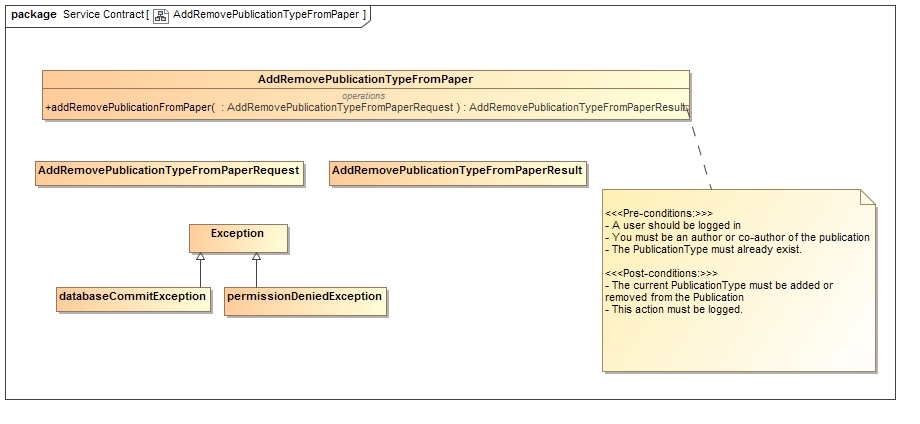 package Service Contract [ AddRemovePublicationTypeFromPaper ]
AddRemovePublicationTypeFromPaper
operations
+addRemovePublicationFromPaper( : AddRemovePublicationTypeFromPaperRequest ) : AddRemovePublicationTypeFromPaperResult
AddRemovePublicationTypeFromPaperRequest
AddRemovePublicationTypeFromPaperResult
Exception
databaseCommitException
permissionDeniedException
<<<Pre-conditions:>>>
- A user should be logged in
- You must be an author or co-author of the publication
- The PublicationType must already exist.
<<<Post-conditions:>>>
- The current PublicationType must be added or
removed from the Publication
- This action must be logged.